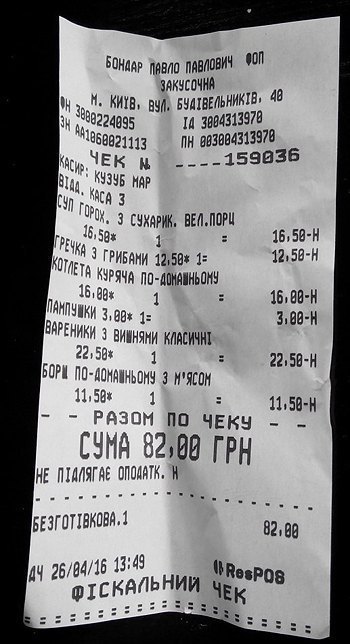 БОНДАР ПАВЛО ПАВЛОВИЧ ФОП
ЗАКУСОЧНА
М. КИЇВ, ВУЛ. БУДІВЕЛЬНИКІВ, 40
ФН 3000224095 ІД 3004313970
ЗН АА1060021113 ПН 003004313970
ЧЕК № ____159036
КАСИР: КУЗУБ МАР
ВІДД. КАСА 3
СУП ГОРОХ. З СУХАРИК. ВЕЛ.ПОРЦ
16,50* 1 = 16,50-Н
ГРЕЧКА З ГРИБАМИ 12,50* 1= 12,50-Н
КОТЛЕТА КУРЯЧА ПО-ДОМАШНЬОМУ
16,00* 1 = 16,00-Н
ПАМПУШКИ 3,00* 1= 3,00-Н
ВАРЕНИКИ З ВИШНЯМИ КЛАСИЧНІ
22,50* 1 = 22,50-Н
БОРЩ ПО-ДОМАШНЬОМУ З М'ЯСОМ
11,50* 1 = 11,50-Н
- - РАЗОМ ПО ЧЕКУ - -
СУМА 82,00 ГРН
НЕ ПІДЛЯГАЄ ОПОДАТК. Н
БЕЗГОТІВКОВА.1 82,00
ДЧ 26/04/16 13:49 ResPOS
ФІСКАЛЬНИЙ ЧЕК